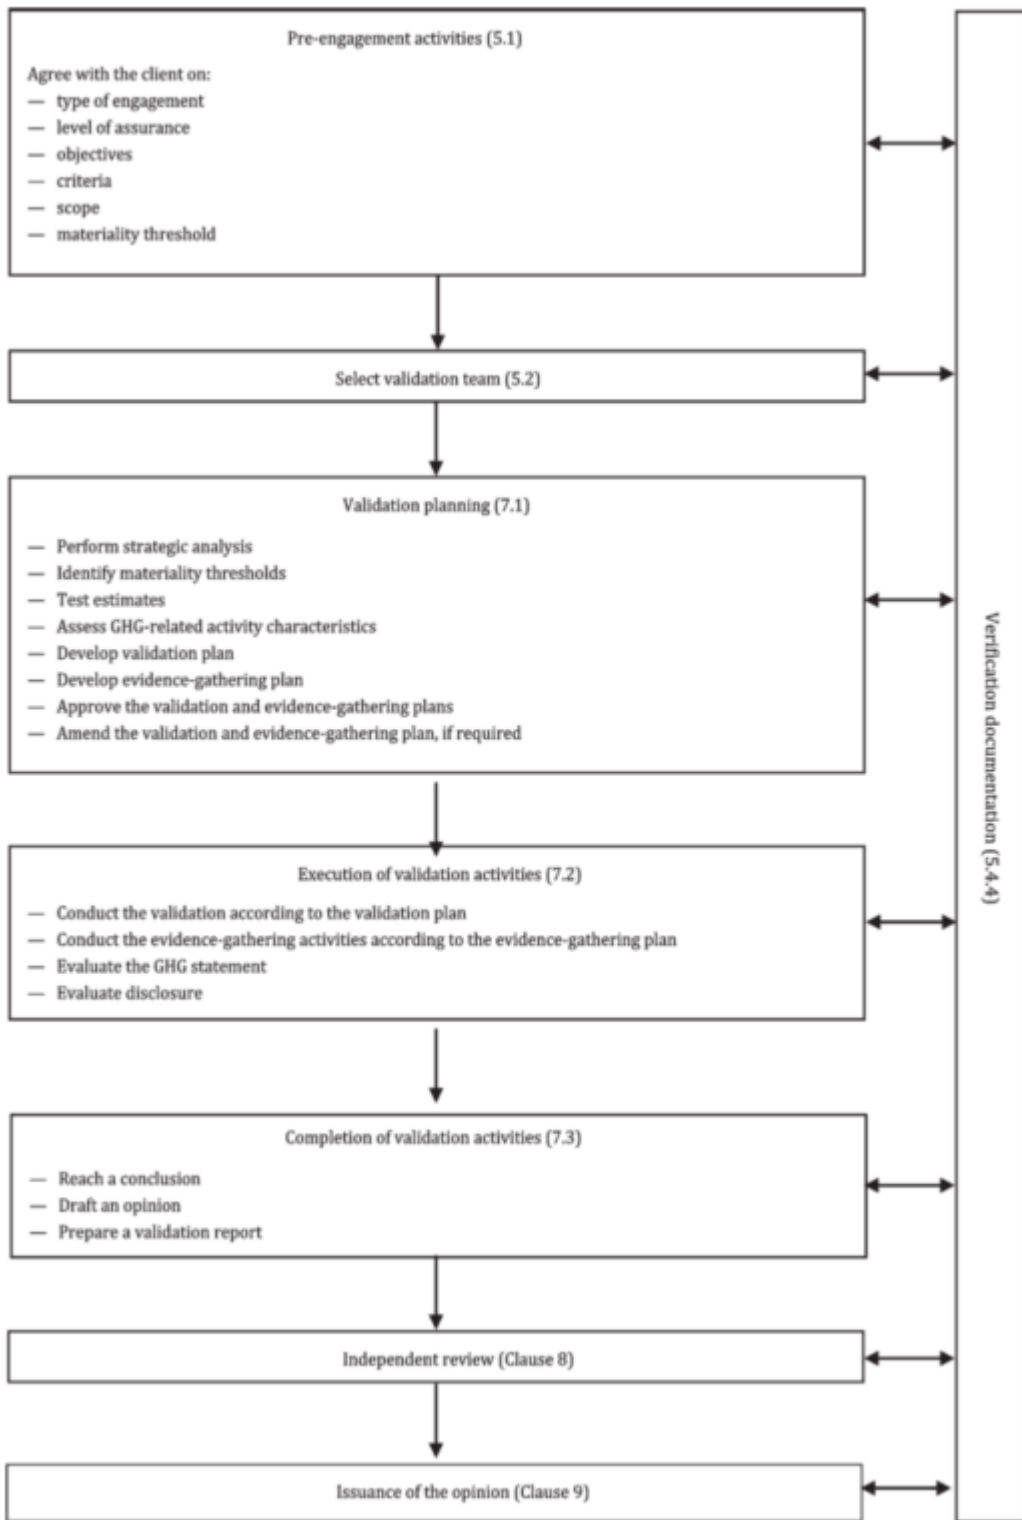 Pre-engagement activities (5.1)
Agree with the client on:
— type of engagement
— level of assurance
— objectives
— criteria
— scope
— materiality threshold
Select validation team (5.2)
Validation planning (7.1)
— Perform strategic analysis
— Identify materiality thresholds
— Test estimates
— Assess GHG-related activity characteristics
— Develop validation plan
— Develop evidence-gathering plan
— Approve the validation and evidence-gathering plans
— Amend the validation and evidence-gathering plan, if required
Execution of validation activities (7.2)
— Conduct the validation according to the validation plan
— Conduct the evidence-gathering activities according to the evidence-gathering plan
— Evaluate the GHG statement
— Evaluate disclosure
Completion of validation activities (7.3)
— Reach a conclusion
— Draft an opinion
— Prepare a validation report
Independent review (Clause 8)
Issuance of the opinion (Clause 9)
Verification documentation (5.4.4)